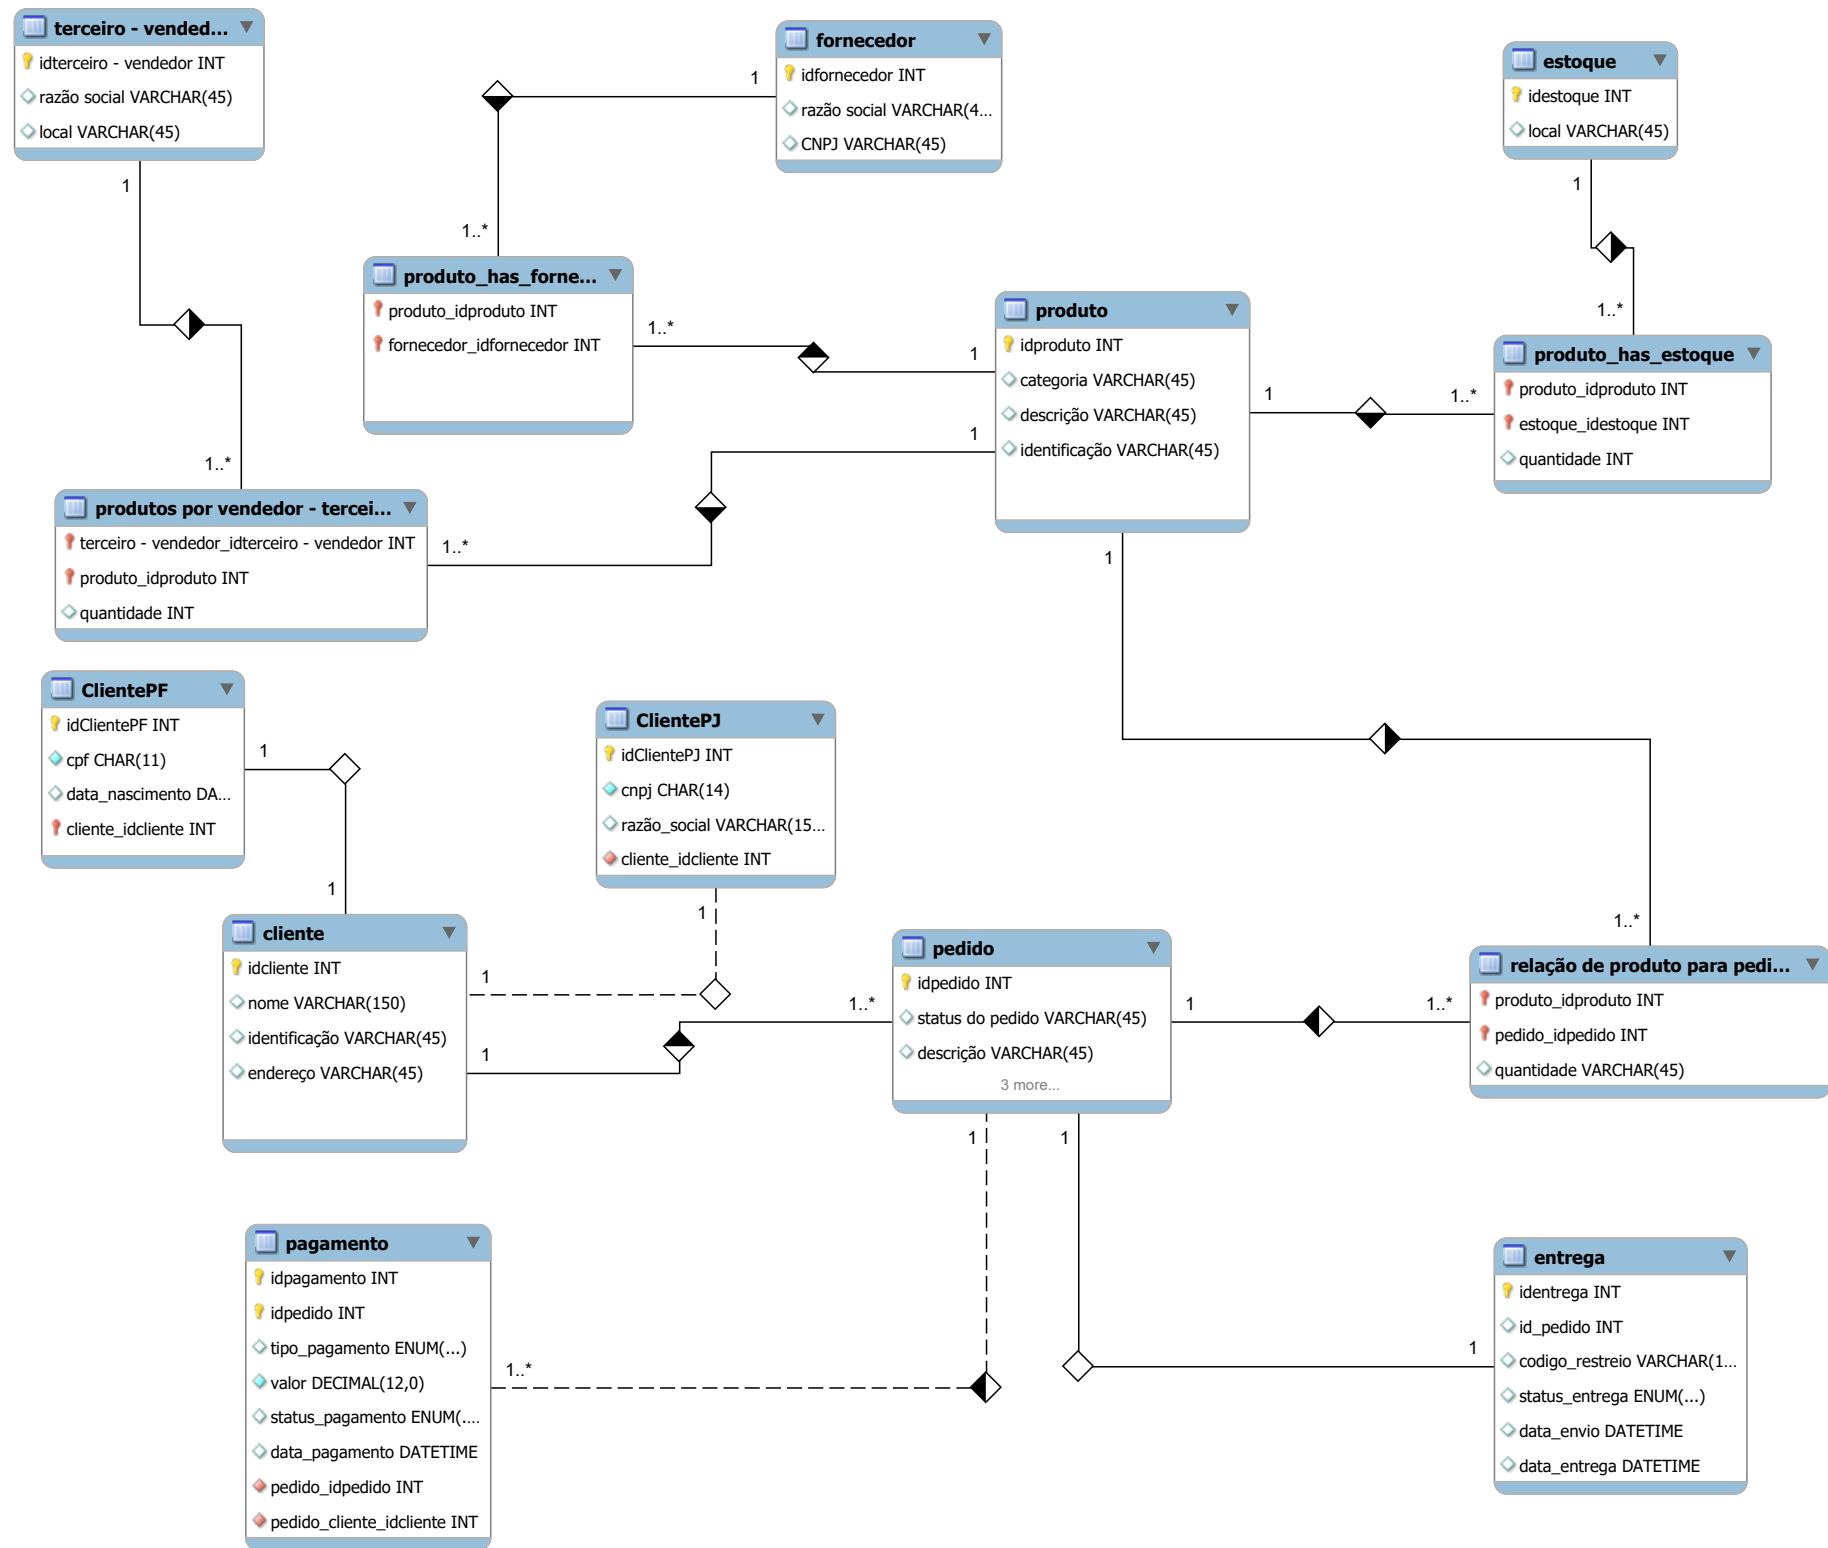 terceiro - vended...
idterceiro - vendedor INT
razão social VARCHAR(45)
local VARCHAR(45)
1
1..*
fornecedor
idfornecedor INT
razão social VARCHAR(4...
CNPJ VARCHAR(45)
1
1..*
estoque
idestoque INT
local VARCHAR(45)
1
1..*
produto_has_forne...
produto_idproduto INT
fornecedor_idfornecedor INT
1..*
1
produto
idproduto INT
categoria VARCHAR(45)
descrição VARCHAR(45)
identificação VARCHAR(45)
1
1..*
1
1
1..*
produto_has_estoque
produto_idproduto INT
estoque_idestoque INT
quantidade INT
produtos por vendedor - tercei...
terceiro - vendedor_idterceiro - vendedor INT
produto_idproduto INT
quantidade INT
1..*
ClientePF
idClientePF INT
cpf CHAR(11)
data_nascimento DA...
cliente_idcliente INT
1
1
ClientePJ
idClientePJ INT
cnpj CHAR(14)
razão_social VARCHAR(15...
cliente_idcliente INT
1
1
cliente
idcliente INT
nome VARCHAR(150)
identificação VARCHAR(45)
endereço VARCHAR(45)
1
1..*
pedido
idpedido INT
status do pedido VARCHAR(45)
descrição VARCHAR(45)
3 more...
1
1..*
relação de produto para pedi...
produto_idproduto INT
pedido_idpedido INT
quantidade VARCHAR(45)
1
1
pagamento
idpagamento INT
idpedido INT
tipo_pagamento ENUM(...)
valor DECIMAL(12,0)
status_pagamento ENUM(....
data_pagamento DATETIME
pedido_idpedido INT
pedido_cliente_idcliente INT
1..*
1
entrega
identrega INT
id_pedido INT
codigo_restreio VARCHAR(1...
status_entrega ENUM(...)
data_envio DATETIME
data_entrega DATETIME